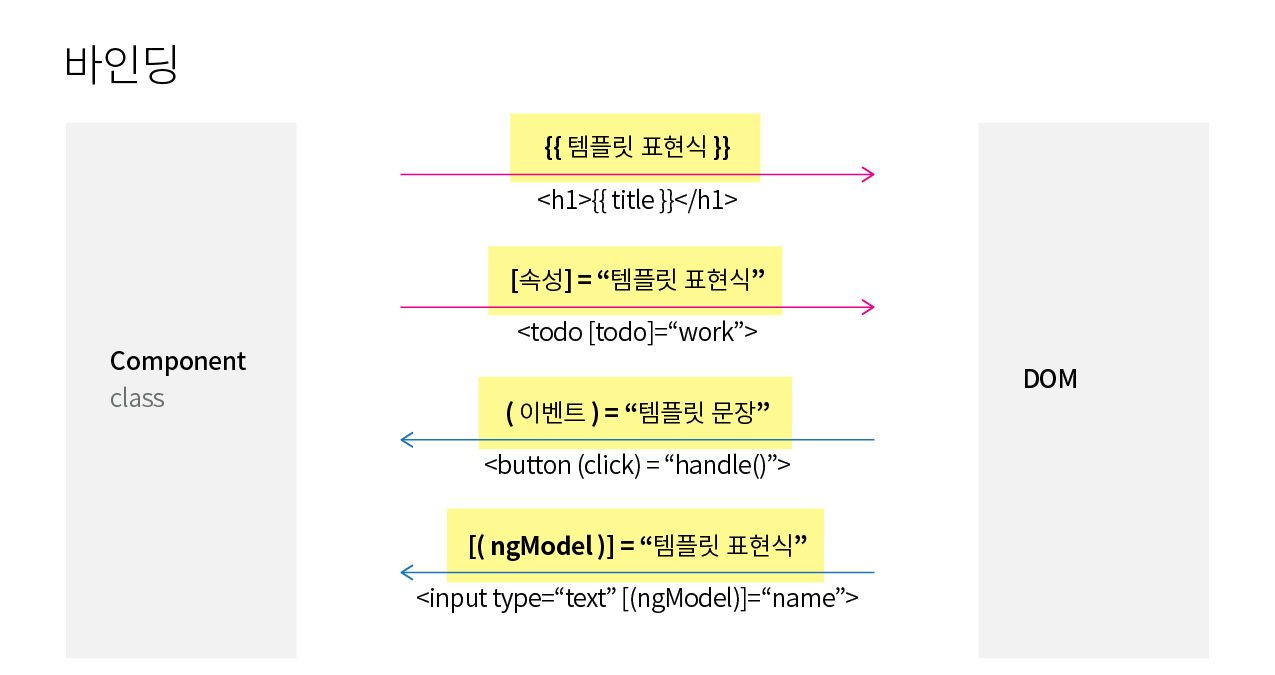 바인딩
{{ 템플릿 표현식 }}
<h1>{{ title }}</h1>
[속성] = “템플릿 표현식”
<todo [todo]=“work”>
Component
class
DOM
( 이벤트 ) = “템플릿 문장”
<button (click) = “handle()”>
[( ngModel )] = “템플릿 표현식”
<input type=“text” [(ngModel)]=“name”>